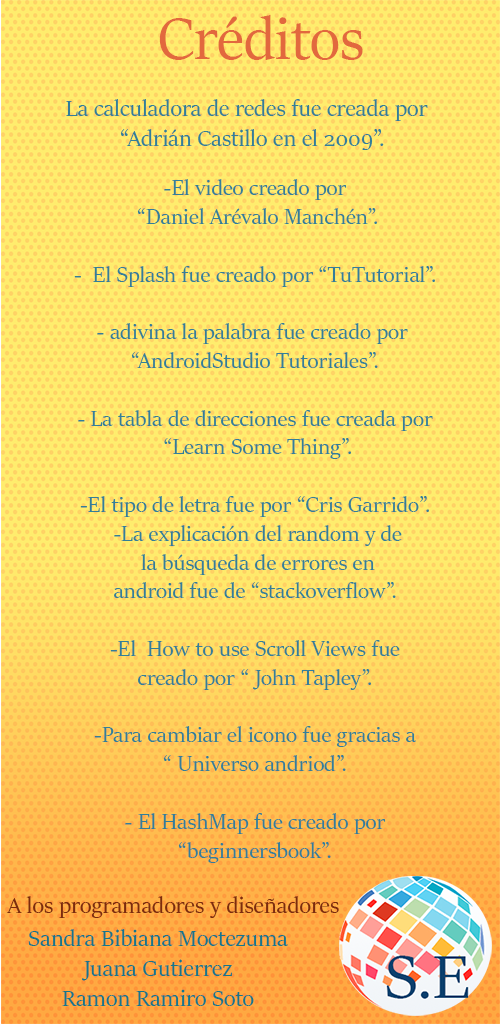 Créditos
La calculadora de redes fue creada por
“Adrián Castillo en el 2009”.
-El video creado por
“Daniel Arévalo Manchén”.
- El Splash fue creado por “TuTutorial”.
- adivina la palabra fue creado por
“AndroidStudio Tutoriales”.
- La tabla de direcciones fue creada por
“Learn Some Thing”.
-El tipo de letra fue por “Cris Garrido”.
-La explicación del random y de
la búsqueda de errores en
android fue de “stackoverflow”.
-El How to use Scroll Views fue
creado por “ John Tapley”.
-Para cambiar el icono fue gracias a
“ Universo andriod”.
- El HashMap fue creado por
“beginnersbook”.
A los programadores y diseñadores
Sandra Bibiana Moctezuma
Juana Gutierrez
Ramon Ramiro Soto
S.E